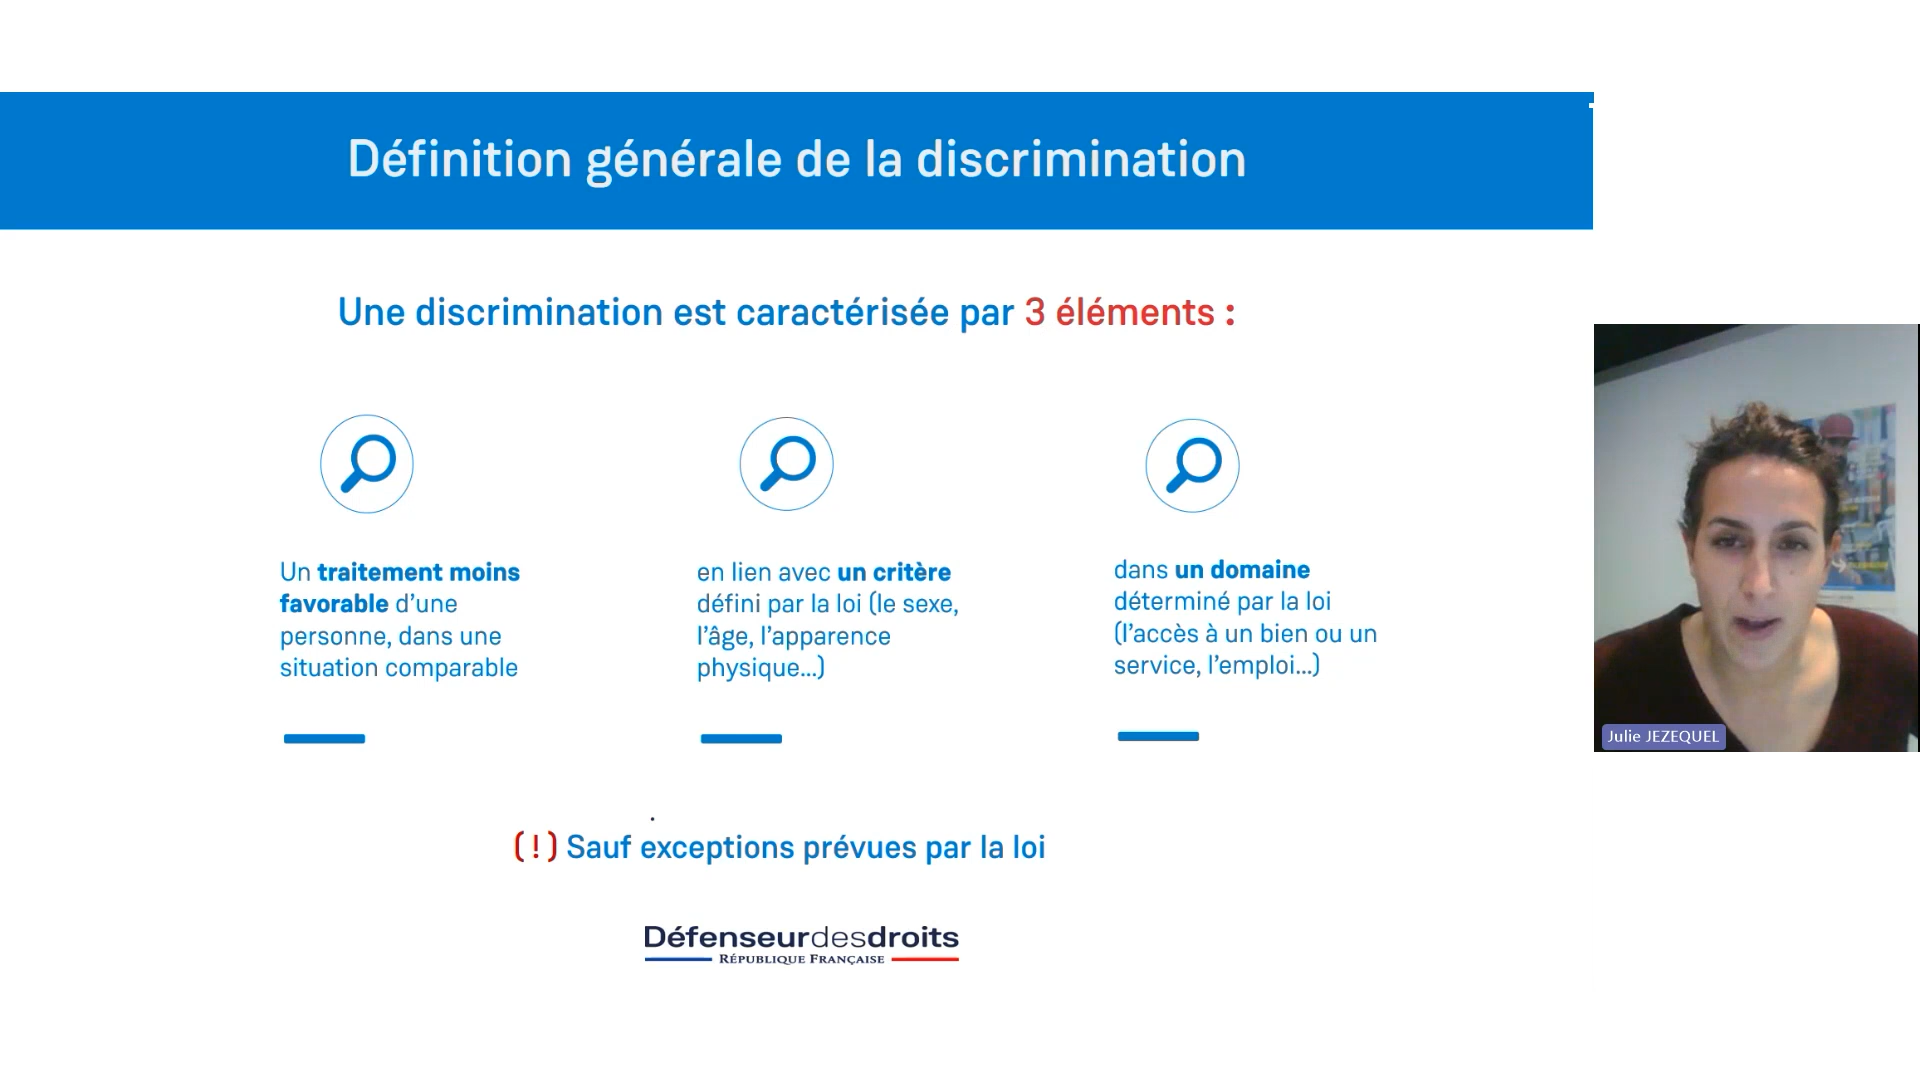 Définition générale de la discrimination
Une discrimination est caractérisée par 3 éléments :
Un traitement moins
favorable d'une
personne, dans une
situation comparable
en lien avec un critère
défini par la loi (le sexe,
l'âge, l'apparence
physique...)
dans un domaine
déterminé par la loi
(l'accès à un bien ou un
service, l'emploi...)
(!) Sauf exceptions prévues par la loi
Défenseurdesdroits
RÉPUBLIQUE FRANÇAISE
Julie JEZEQUEL